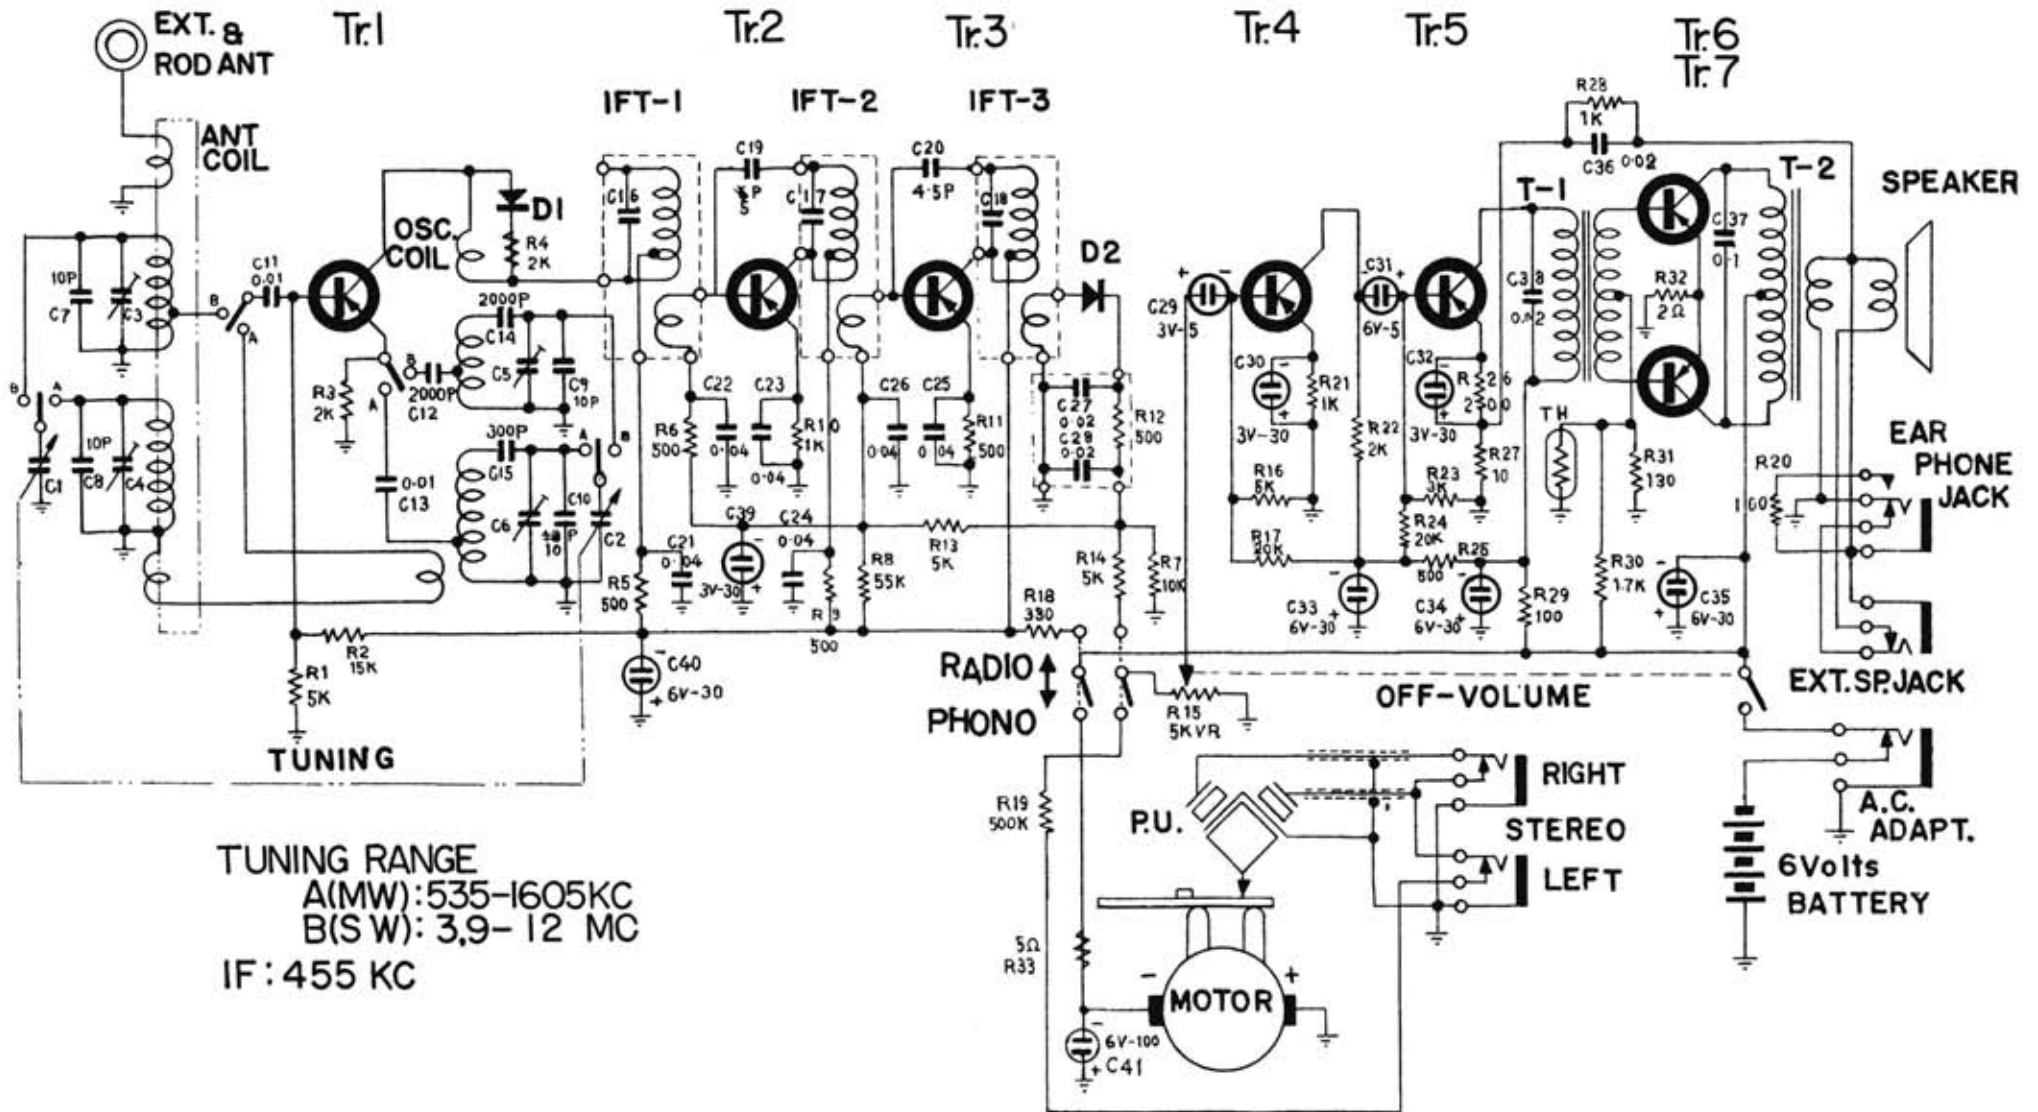 EXT. &
ROD ANT
Tr.1
Tr.2
Tr.3
Tr.4
Tr.5
Tr.6
Tr.7
IFT-1
IFT-2
IFT-3
ANT
COIL
OSC.
COIL
D1
R4
2K
C16
C19
C17
C20
4.5P
C18
D2
R28
1K
C36 0.02
T-1
T-2
SPEAKER
C37
0.1
R32
2Ω
C38
C11
0.01
B
A
10P
C7
C3
B
A
10P
C1
C8
C4
R3
2K
B
A
2000P
C12
2000P
C14
C5
C9
10P
300P
C15
A
B
0.01
C13
C6
C10
10 P
C2
C22
0.04
C23
0.04
R6
500
R10
1K
C26
0.04
C25
0.04
R11
500
C27
0.02
C28
0.02
R12
500
C29
3V-5
C31
6V-5
C30
3V-30
R21
1K
R22
2K
C32
3V-30
R26
200
R27
10
R16
5K
R17
20K
R23
3K
R24
20K
R25
500
TH
R31
130
R20
EAR
PHONE
JACK
R5
500
C21
0.04
C39
3V-30
C24
0.04
R9
500
R8
55K
R13
5K
R14
5K
R7
10K
R18
330
C33
6V-30
C34
6V-30
R29
100
R30
1.7K
C35
6V-30
R2
15K
R1
5K
C40
6V-30
RADIO
PHONO
R15
5KVR
OFF-VOLUME
EXT.SP.JACK
TUNING
R19
500K
P.U.
RIGHT
STEREO
LEFT
A.C.
ADAPT.
6Volts
BATTERY
5Ω
R33
-
MOTOR
+
6V-100
C41
TUNING RANGE
A(MW):535-1605KC
B(SW): 3,9-12 MC
IF: 455 KC